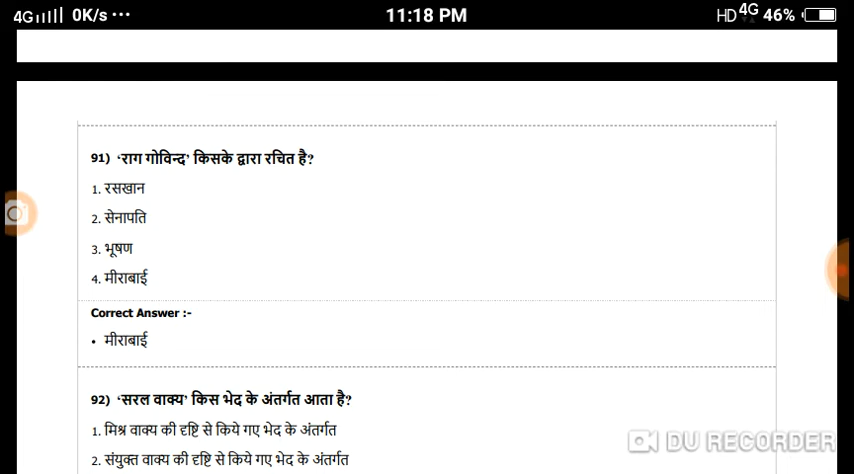 4G 0K/s ••• 11:18 PM HD 4G 46%
91) ‘राग गोविन्द’ किसके द्वारा रचित है?
1. रसखान
2. सेनापति
3. भूषण
4. मीराबाई
Correct Answer :-
• मीराबाई
92) ‘सरल वाक्य’ किस भेद के अंतर्गत आता है?
1. मिश्र वाक्य की दृष्टि से किये गए भेद के अंतर्गत
2. संयुक्त वाक्य की दृष्टि से किये गए भेद के अंतर्गत
DU RECORDER